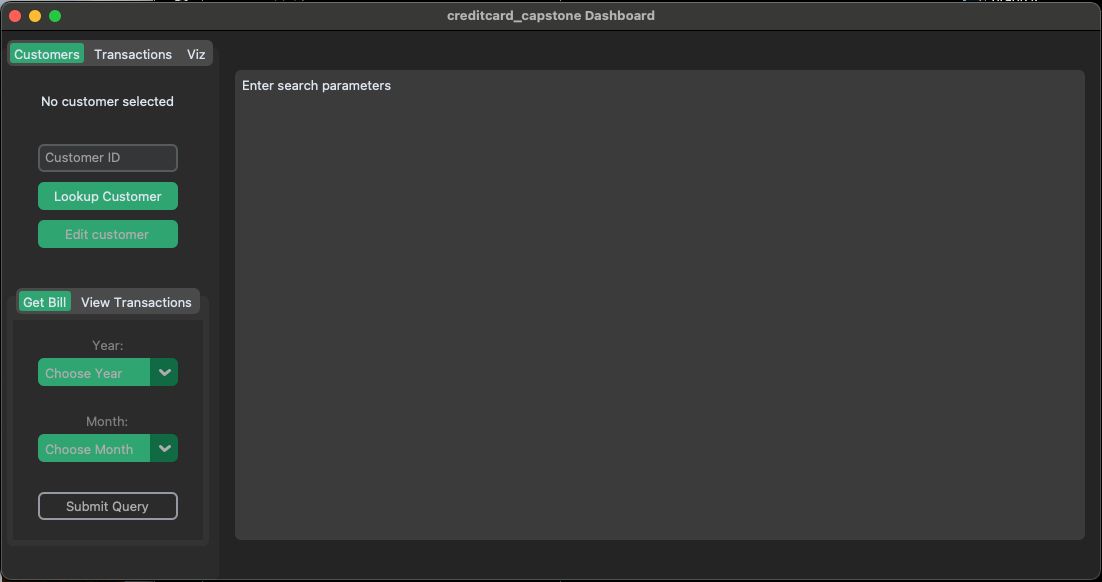 creditcard_capstone Dashboard
Customers Transactions Viz
No customer selected
Customer ID
Lookup Customer
Edit customer
Get Bill View Transactions
Year:
Choose Year
Month:
Choose Month
Submit Query
Enter search parameters